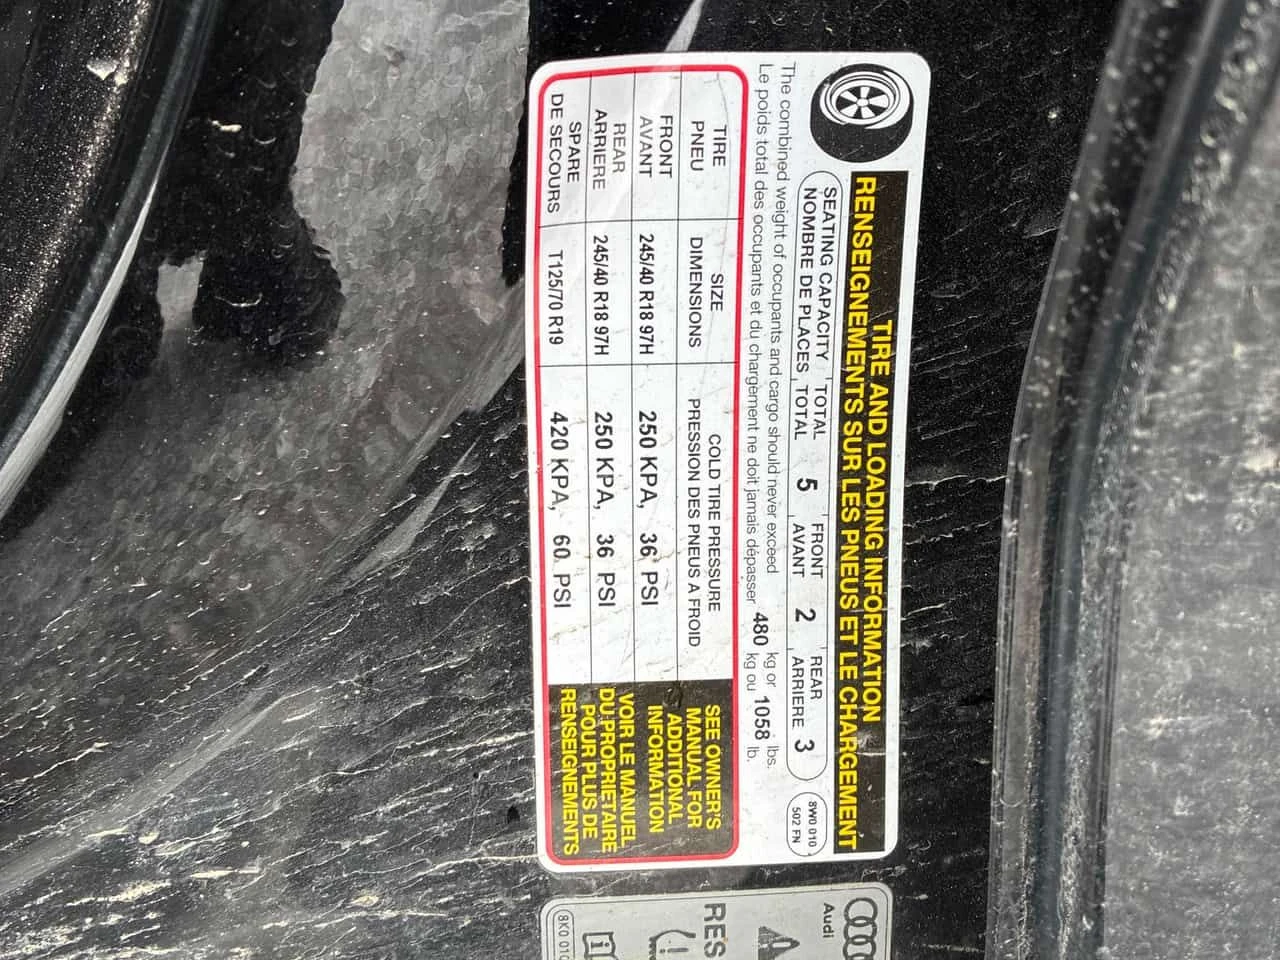 TIRE AND LOADING INFORMATION
RENSEIGNEMENTS SUR LES PNEUS ET LE CHARGEMENT
SEATING CAPACITY TOTAL 5 FRONT 2 REAR 3
NOMBRE DE PLACES TOTAL AVANT ARRIERE
8W0 010
502 FN
The combined weight of occupants and cargo should never exceed 480 kg or 1058 lbs.
Le poids total des occupants et du chargement ne doit jamais dépasser kg ou lb.
TIRE SIZE COLD TIRE PRESSURE
PNEU DIMENSIONS PRESSION DES PNEUS A FROID
FRONT
AVANT 245/40 R18 97H 250 KPA, 36 PSI
REAR
ARRIERE 245/40 R18 97H 250 KPA, 36 PSI
SPARE
DE SECOURS T125/70 R19 420 KPA, 60 PSI
SEE OWNER'S
MANUAL FOR
ADDITIONAL
INFORMATION
VOIR LE MANUEL
DU PROPRIETAIRE
POUR PLUS DE
RENSEIGNEMENTS
Audi
RES
8K0 01